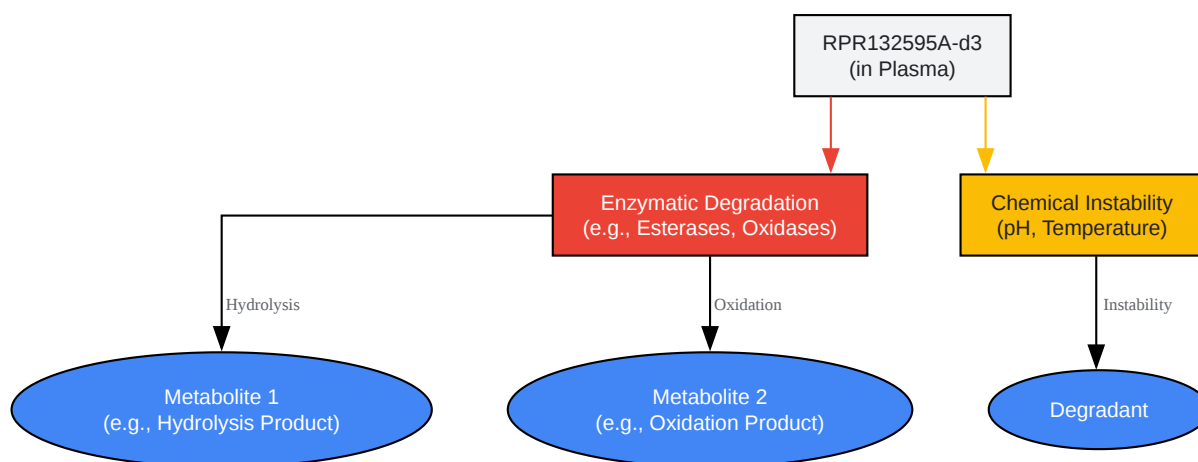 RPR132595A-d3
(in Plasma)
Enzymatic Degradation
(e.g., Esterases, Oxidases)
Chemical Instability
(pH, Temperature)
Hydrolysis
Oxidation
Instability
Metabolite 1
(e.g., Hydrolysis Product)
Metabolite 2
(e.g., Oxidation Product)
Degradant